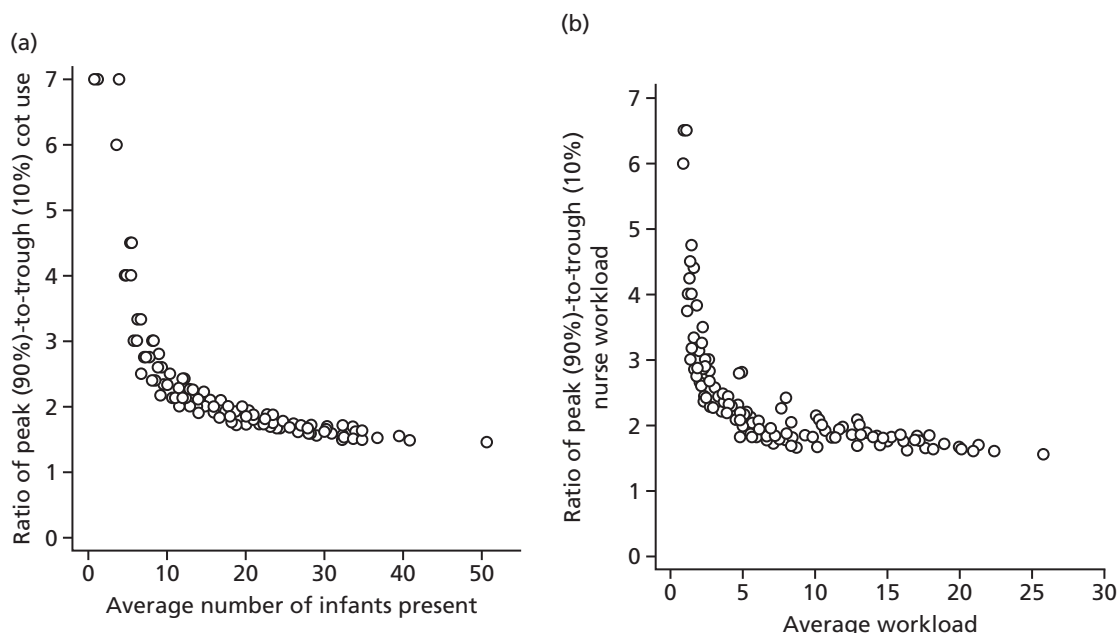 (a)
Ratio of peak (90%)-to-trough (10%) cot use
7
6
5
4
3
2
1
0
0 10 20 30 40 50
Average number of infants present
(b)
Ratio of peak (90%)-to-trough (10%)
nurse workload
7
6
5
4
3
2
1
0
0 5 10 15 20 25 30
Average workload